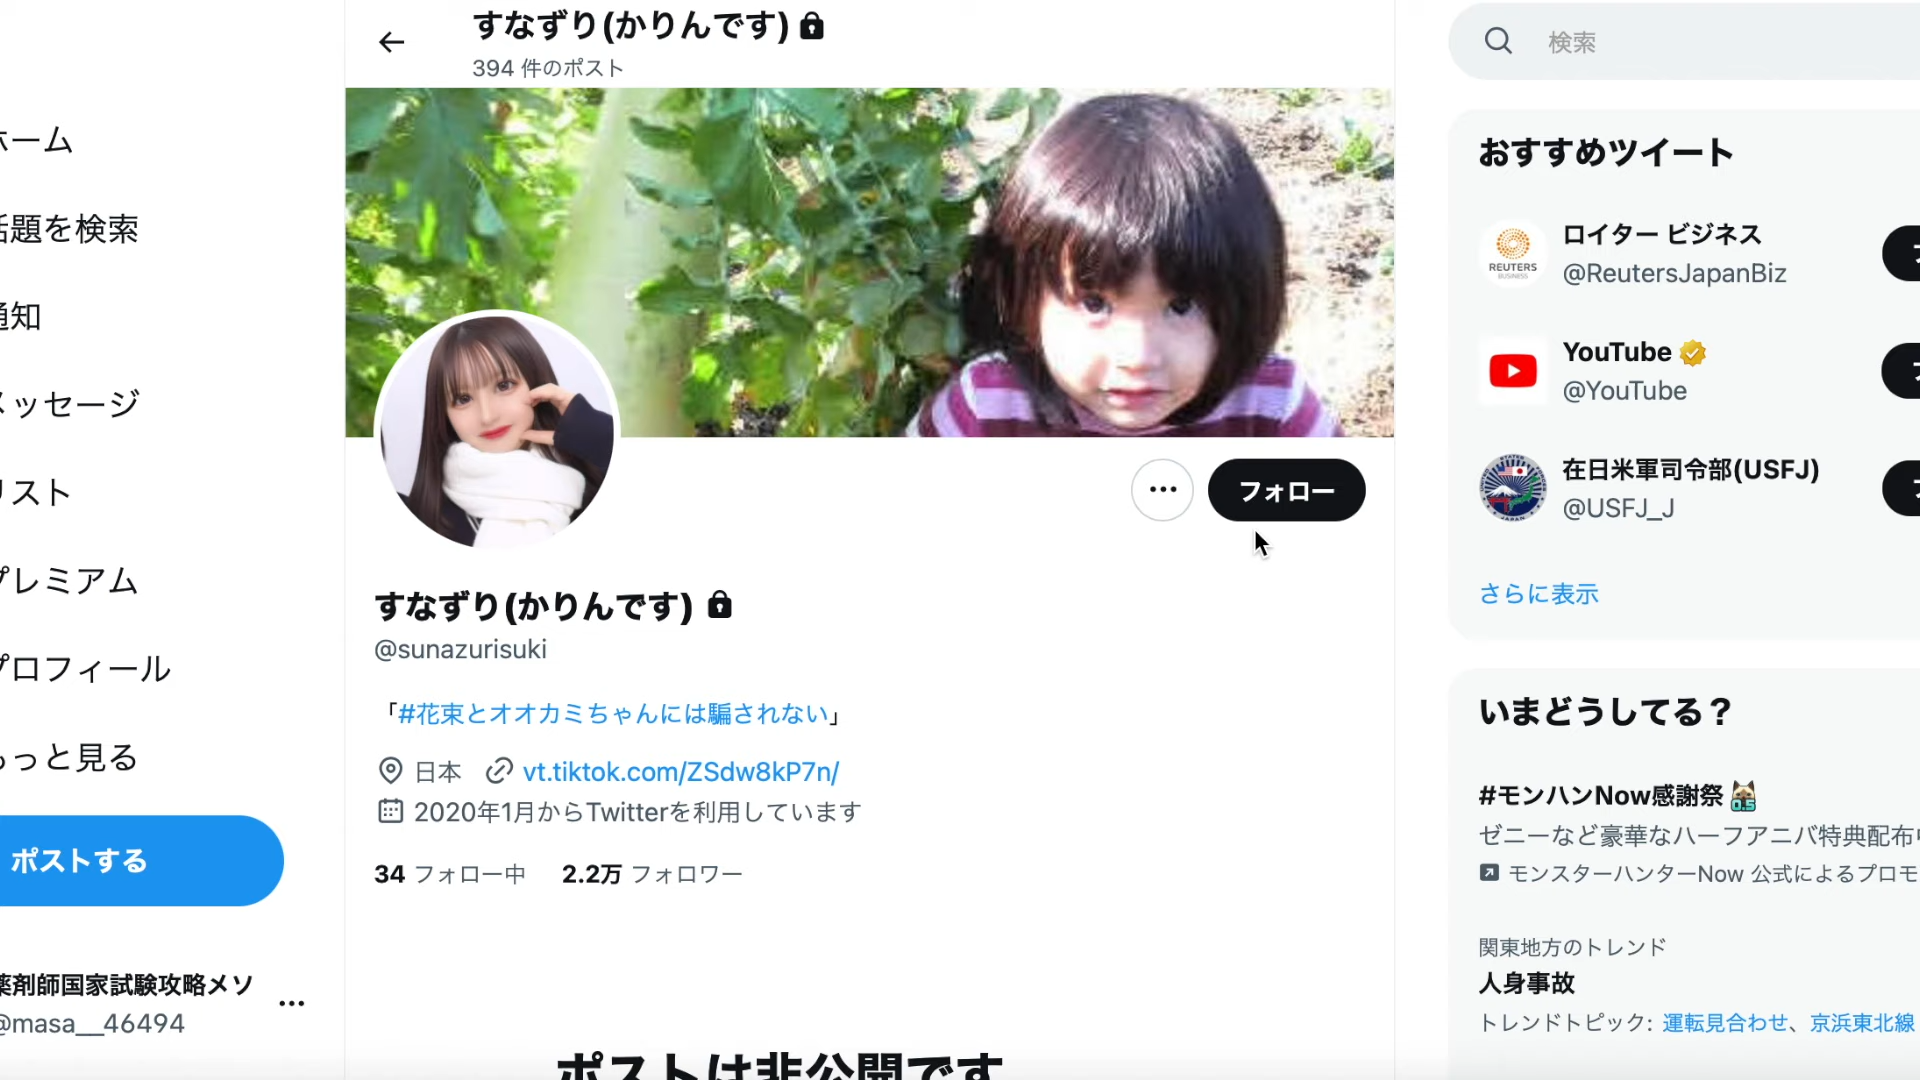 すなずり(かりんです)
394 件のポスト
ホーム
話題を検索
通知
メッセージ
リスト
プレミアム
プロフィール
もっと見る
ポストする
薬剤師国家試験攻略メソ
@masa__46494
フォロー
すなずり(かりんです)
@sunazurisuki
「#花束とオオカミちゃんには騙されない」
日本 vt.tiktok.com/ZSdw8kP7n/
2020年1月からTwitterを利用しています
34 フォロー中 2.2万 フォロワー
ポストは非公開です
検索
おすすめツイート
REUTERS
BUSINESS
ロイター ビジネス
@ReutersJapanBiz
YouTube
@YouTube
在日米軍司令部(USFJ)
@USFJ_J
さらに表示
いまどうしてる？
#モンハンNow感謝祭
ゼニーなど豪華なハーフアニバ特典配布
モンスターハンターNow 公式によるプロモ
関東地方のトレンド
人身事故
トレンドトピック: 運転見合わせ、京浜東北線